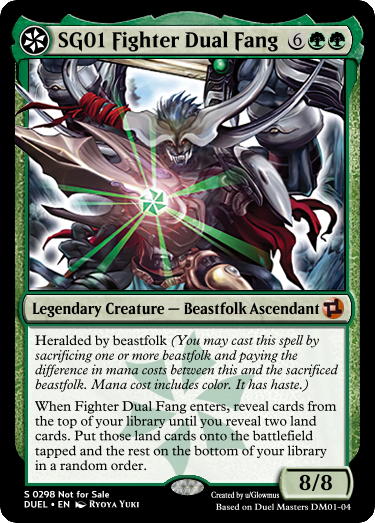 SG01 Fighter Dual Fang 6
Legendary Creature — Beastfolk Ascendant
Heralded by beastfolk (You may cast this spell by
sacrificing one or more beastfolk and paying the
difference in mana costs between this and the sacrificed
beastfolk. Mana cost includes color. It has haste.)
When Fighter Dual Fang enters, reveal cards from
the top of your library until you reveal two land
cards. Put those land cards onto the battlefield
tapped and the rest on the bottom of your library
in a random order.
8/8
S 0298 Not for Sale
DUEL • EN Ryoya Yuki
Created by u/Glowmus
Based on Duel Masters DM01-04